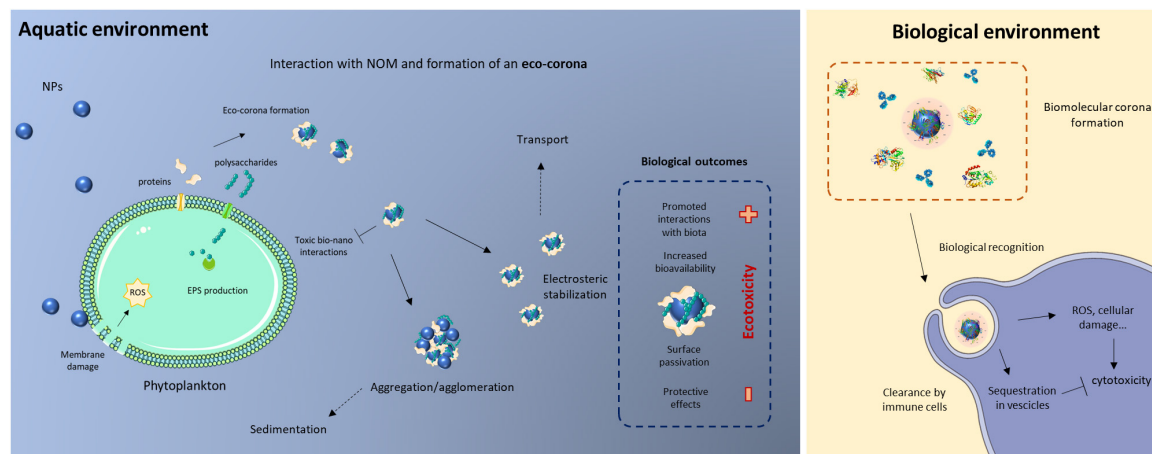 Aquatic environment
Interaction with NOM and formation of an eco-corona
NPs
Eco-corona formation
polysaccharides
proteins
Toxic bio-nano
interactions
EPS production
ROS
Membrane
damage
Phytoplankton
Transport
Electrosteric
stabilization
Aggregation/agglomeration
Sedimentation
Biological outcomes
Promoted
interactions
with biota
Increased
bioavailability
Surface
passivation
Protective
effects
Ecotoxicity
Biological environment
Biomolecular corona
formation
Biological recognition
ROS, cellular
damage...
Sequestration
in vesicles
cytotoxicity
Clearance by
immune cells